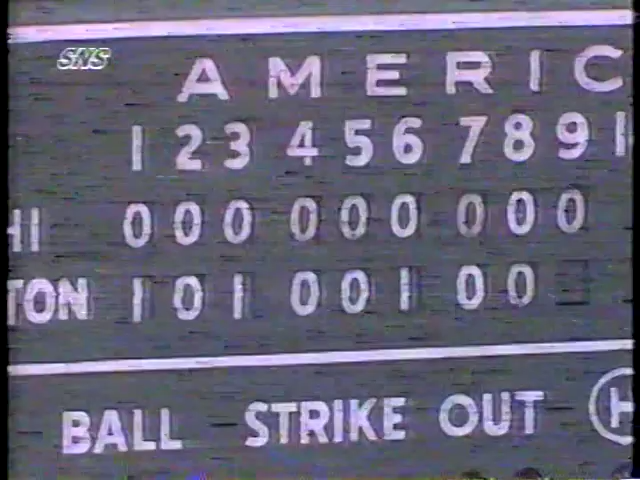 SNS
AMERIC
1 2 3 4 5 6 7 8 9 1
HI 0 0 0 0 0 0 0 0 0
TON 1 0 1 0 0 1 0 0
BALL STRIKE OUT H